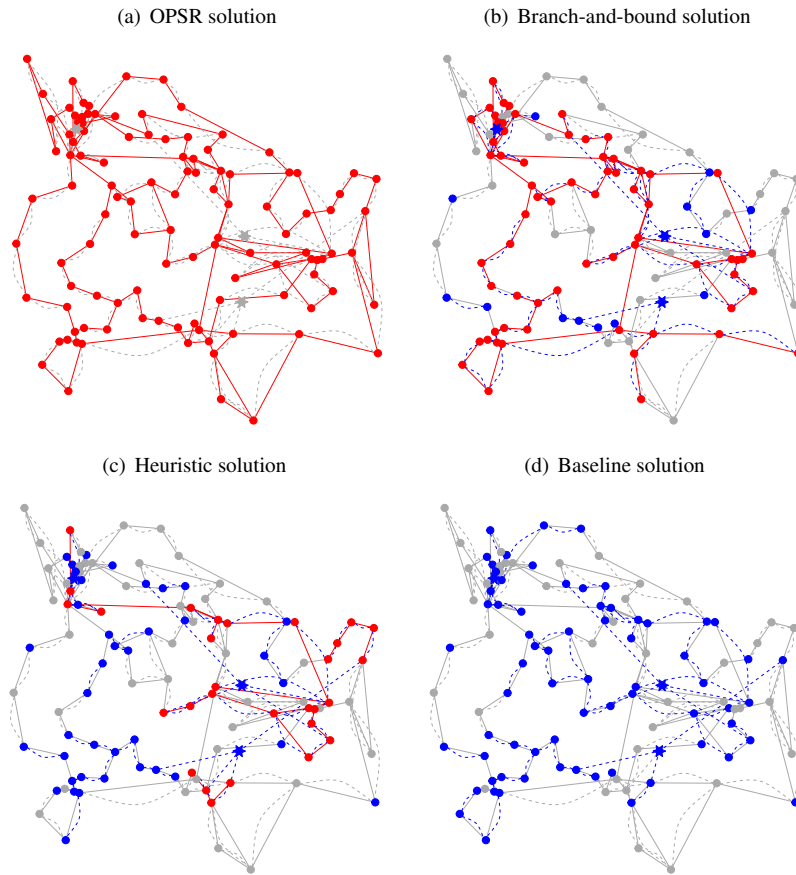 (a) OPSR solution
(b) Branch-and-bound solution
(c) Heuristic solution
(d) Baseline solution